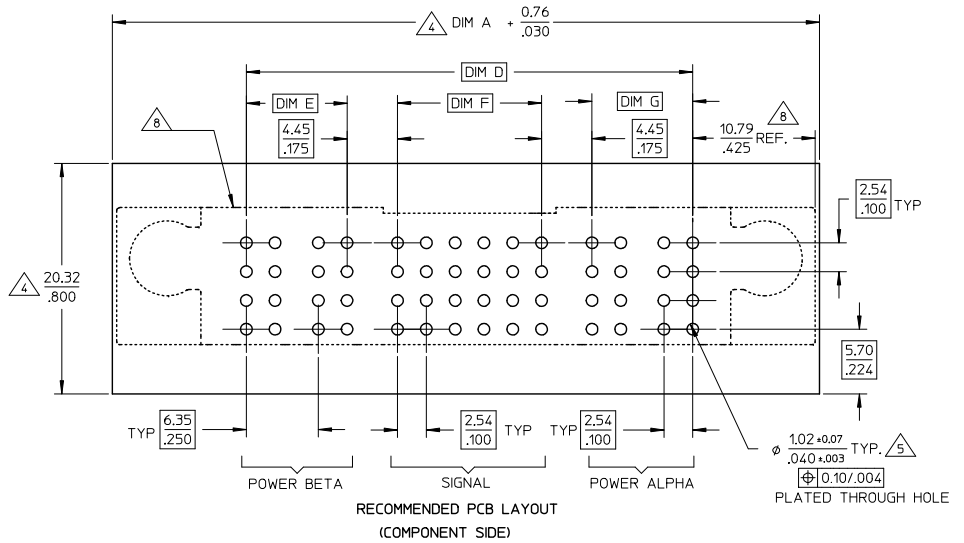 4 DIM A + 0.76
.030
DIM D
DIM E
DIM F
DIM G
8
8
4.45
.175
4.45
.175
10.79
.425 REF.
2.54
.100 TYP
4 20.32
.800
5.70
.224
TYP 6.35
.250
2.54
.100 TYP
TYP 2.54
.100
ø 1.02 ±0.07
.040 ±.003 TYP. 5
⌖ 0.10/.004
PLATED THROUGH HOLE
POWER BETA
SIGNAL
POWER ALPHA
RECOMMENDED PCB LAYOUT
(COMPONENT SIDE)